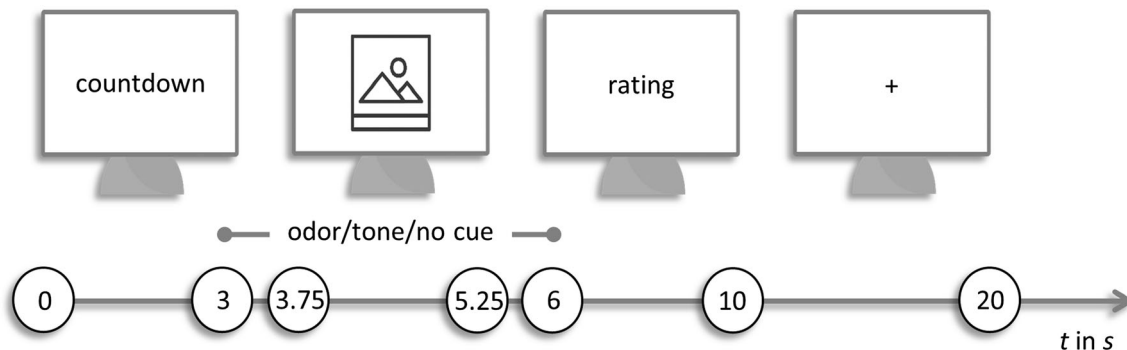 countdown
rating
+
odor/tone/no cue
0
3
3.75
5.25
6
10
20
t in s